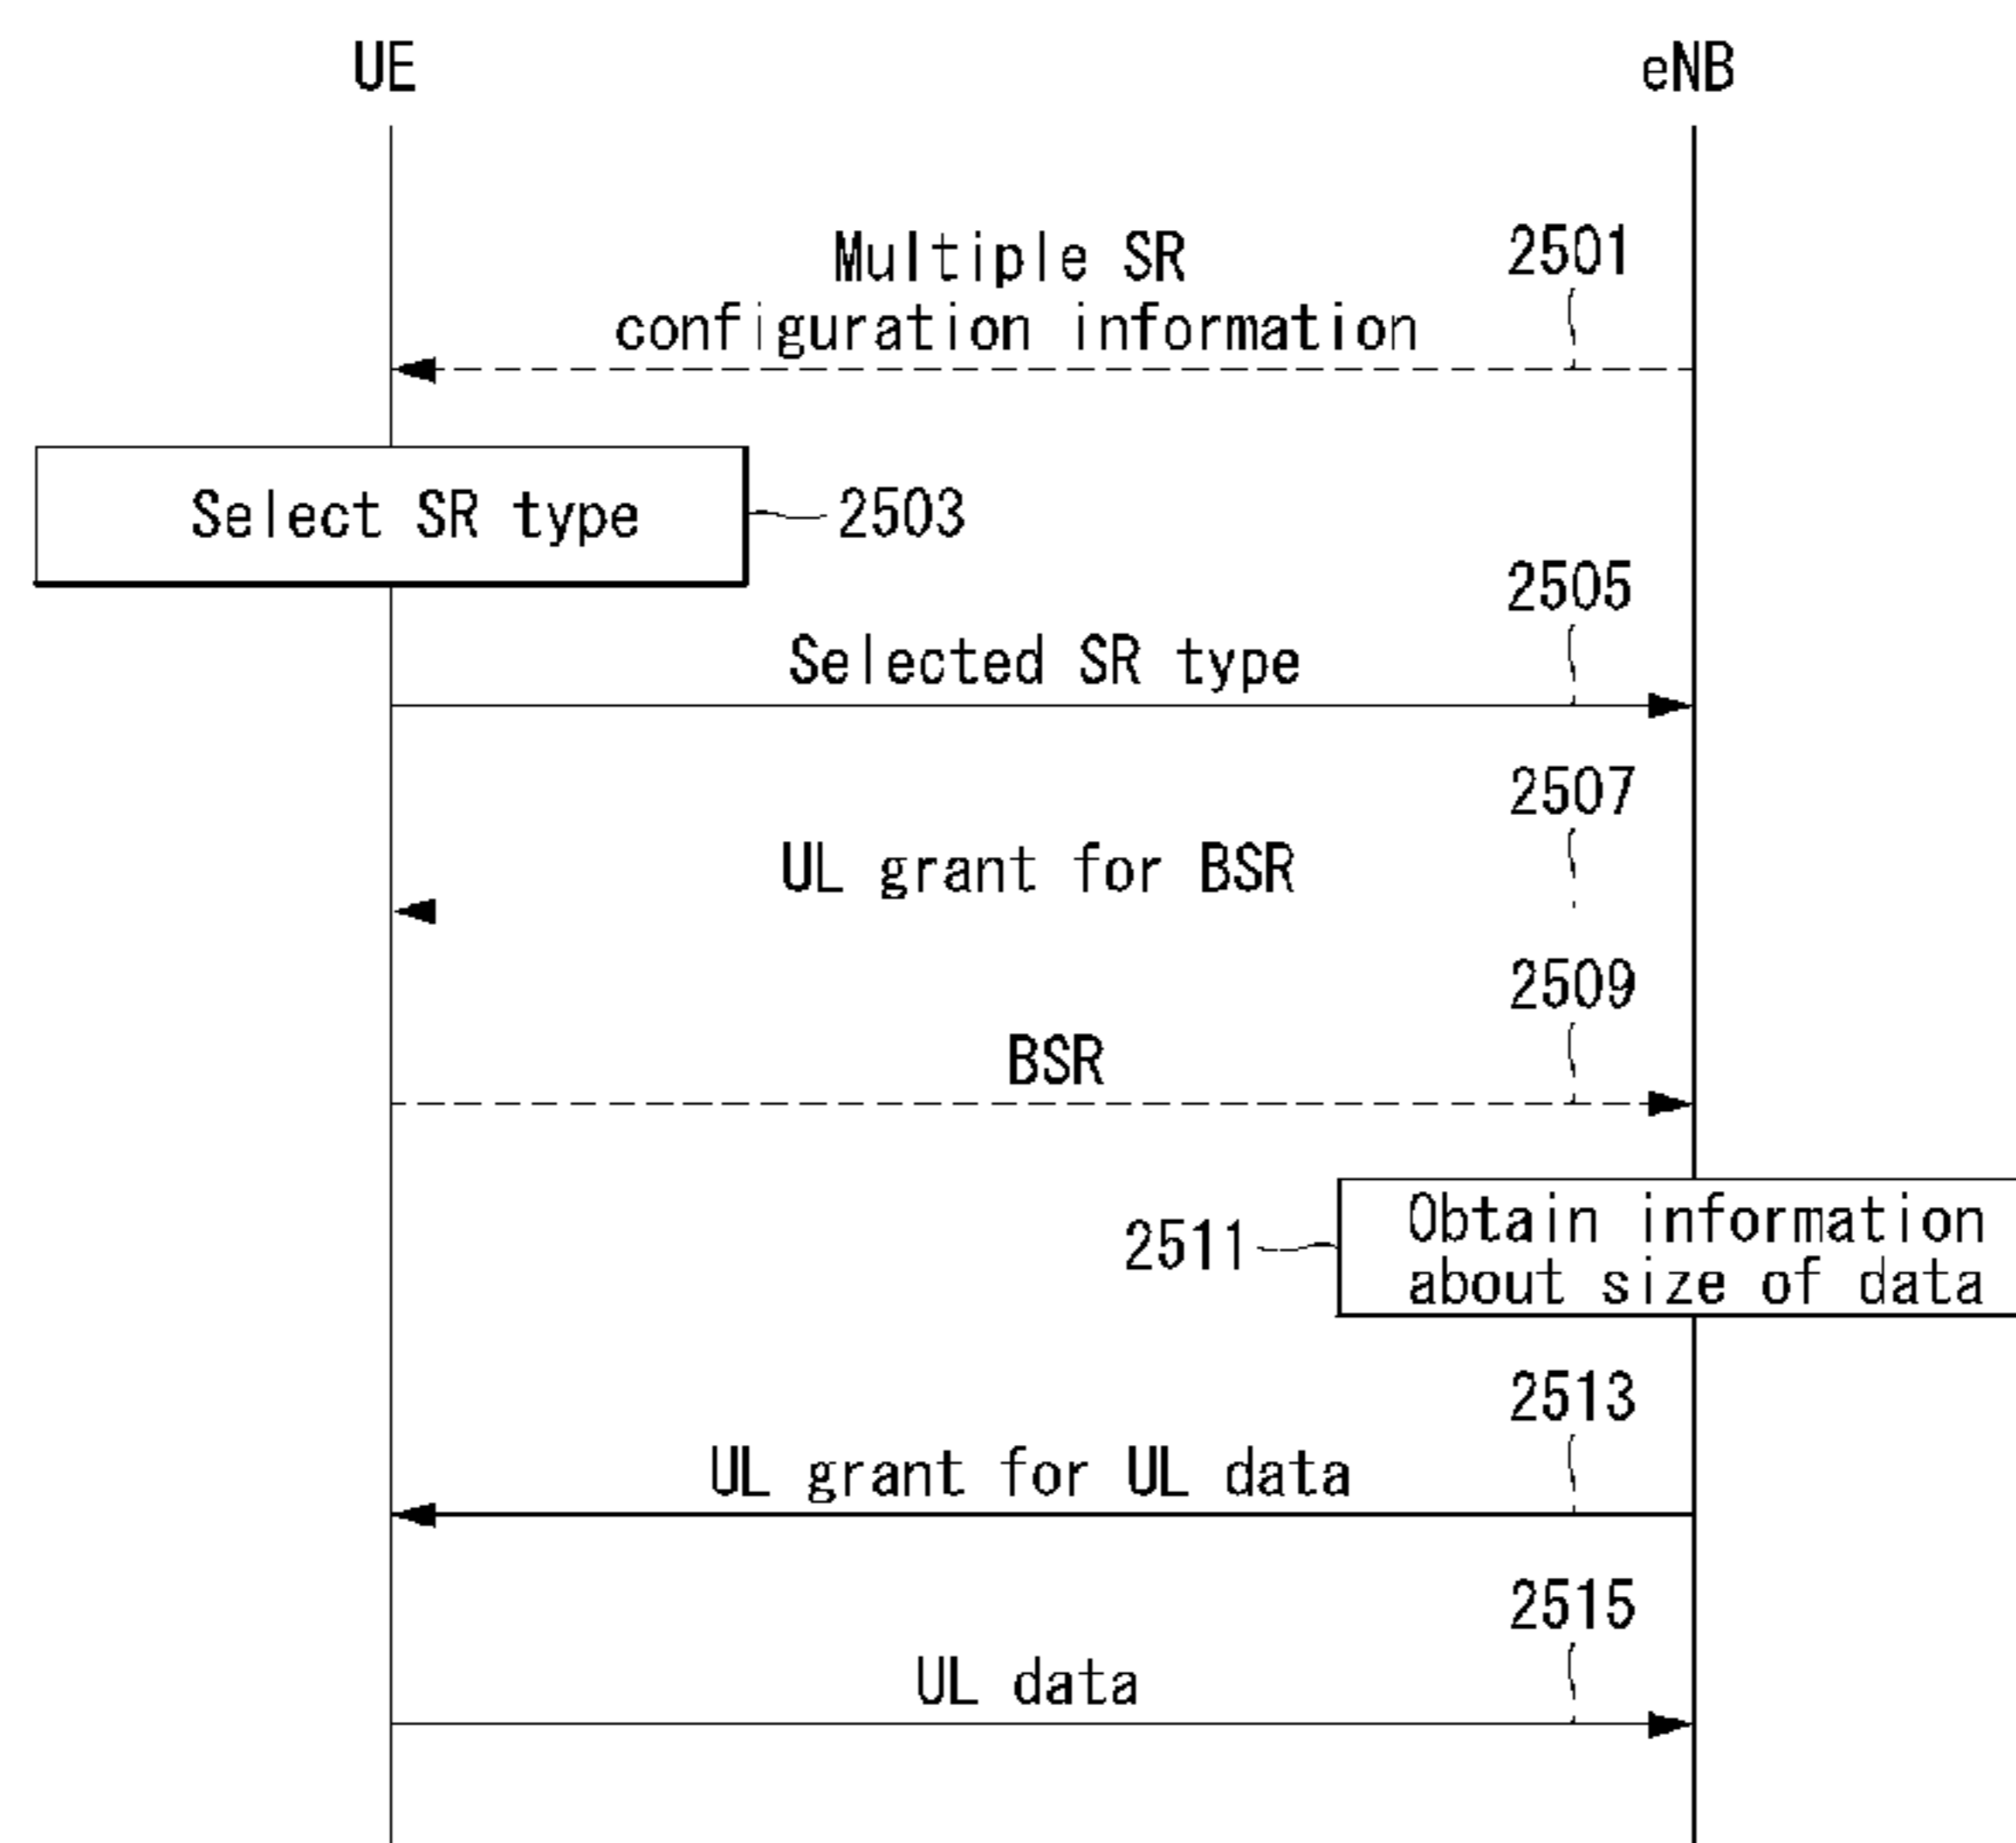 UE
eNB
Multiple SR
configuration information
2501
Select SR type
2503
2505
Selected SR type
2507
UL grant for BSR
2509
BSR
2511
Obtain information
about size of data
2513
UL grant for UL data
2515
UL data